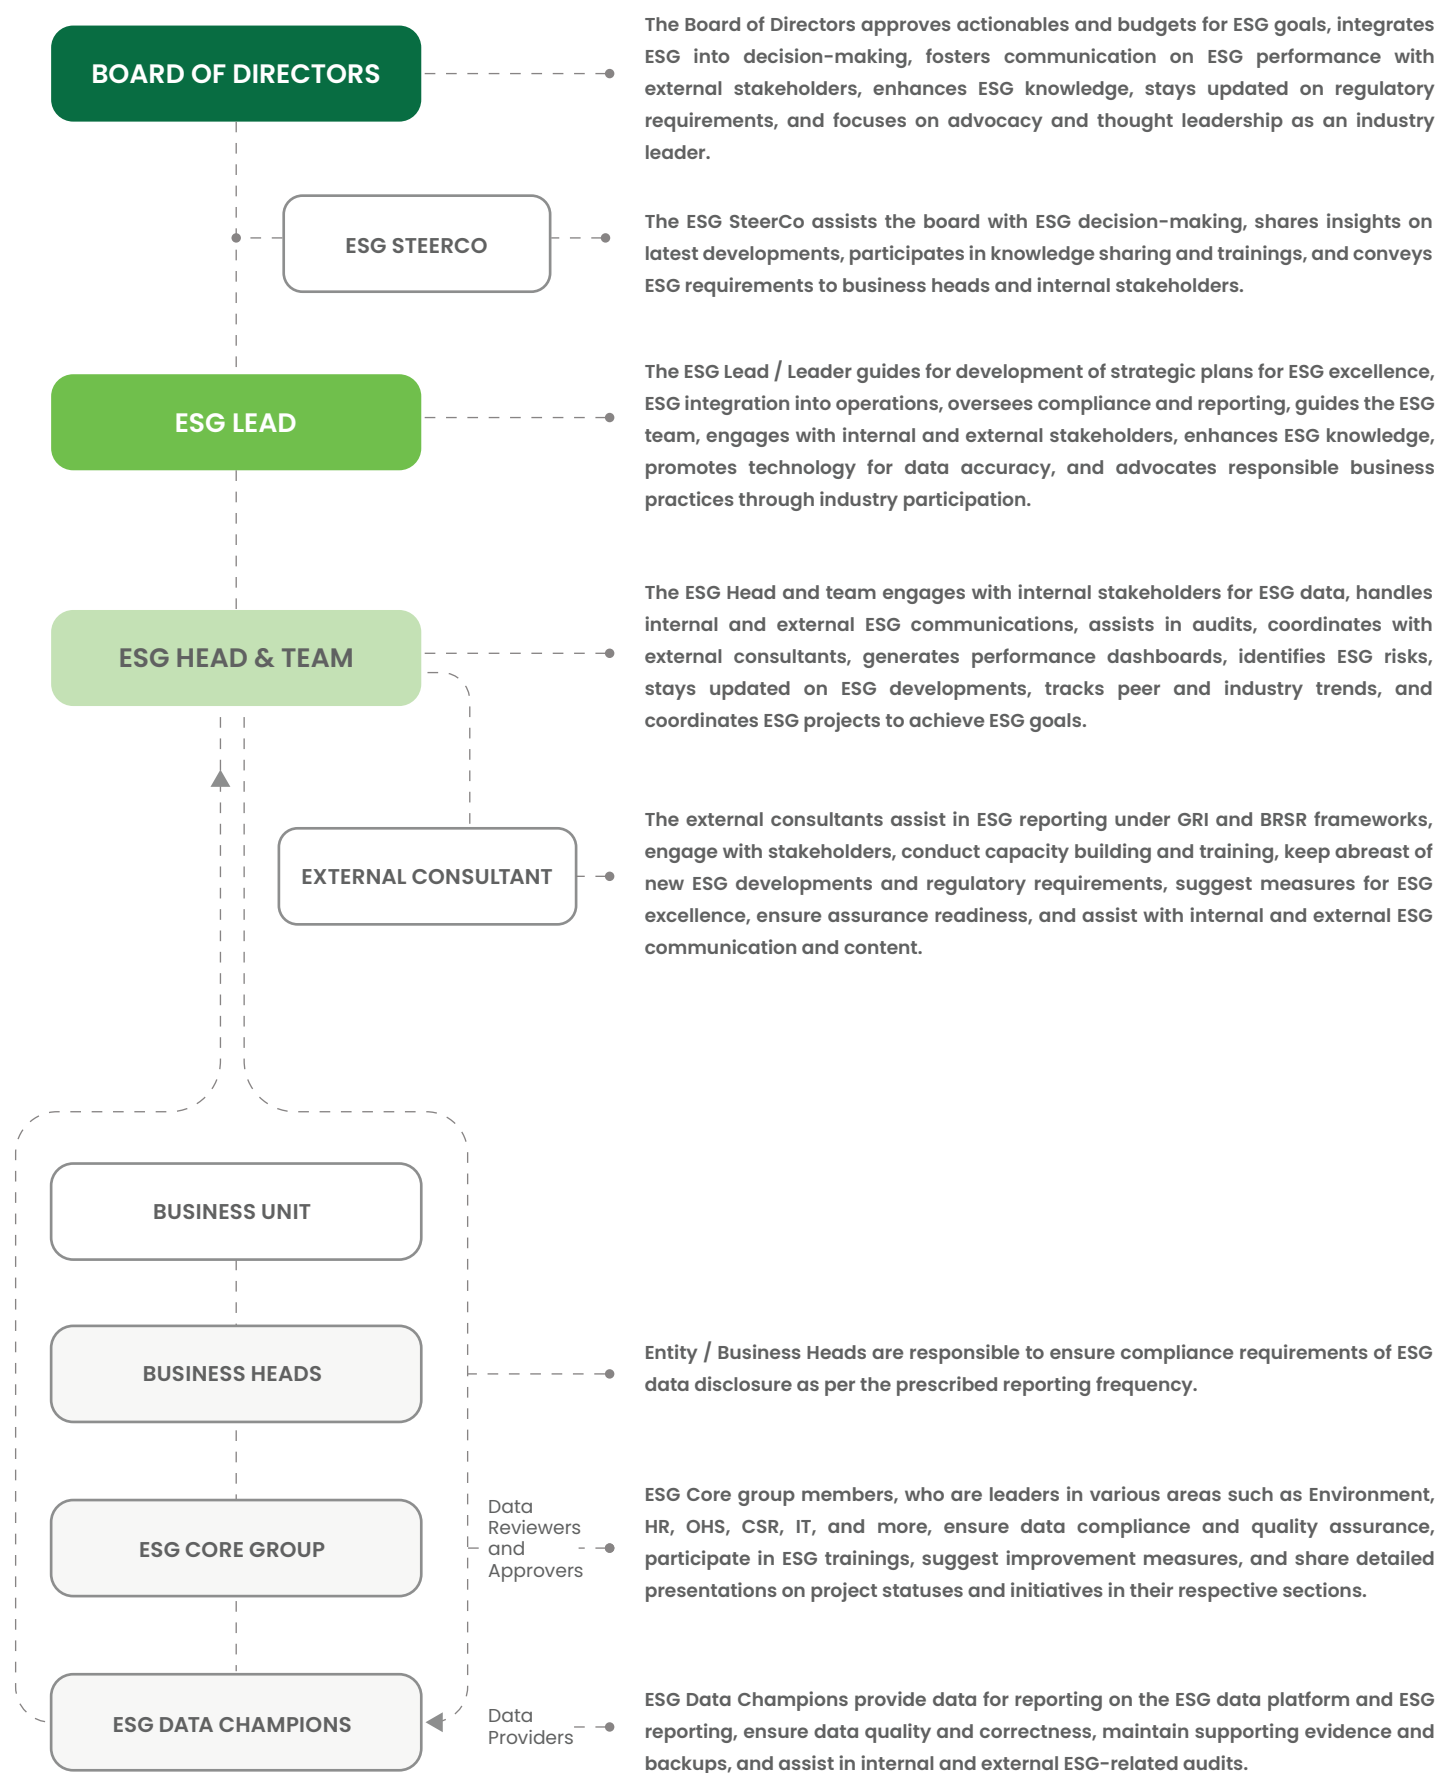 BOARD OF DIRECTORS
The Board of Directors approves actionables and budgets for ESG goals, integrates
ESG into decision-making, fosters communication on ESG performance with
external stakeholders, enhances ESG knowledge, stays updated on regulatory
requirements, and focuses on advocacy and thought leadership as an industry
leader.
ESG STEERCO
The ESG SteerCo assists the board with ESG decision-making, shares insights on
latest developments, participates in knowledge sharing and trainings, and conveys
ESG requirements to business heads and internal stakeholders.
ESG LEAD
The ESG Lead / Leader guides for development of strategic plans for ESG excellence,
ESG integration into operations, oversees compliance and reporting, guides the ESG
team, engages with internal and external stakeholders, enhances ESG knowledge,
promotes technology for data accuracy, and advocates responsible business
practices through industry participation.
ESG HEAD & TEAM
The ESG Head and team engages with internal stakeholders for ESG data, handles
internal and external ESG communications, assists in audits, coordinates with
external consultants, generates performance dashboards, identifies ESG risks,
stays updated on ESG developments, tracks peer and industry trends, and
coordinates ESG projects to achieve ESG goals.
EXTERNAL CONSULTANT
The external consultants assist in ESG reporting under GRI and BRSR frameworks,
engage with stakeholders, conduct capacity building and training, keep abreast of
new ESG developments and regulatory requirements, suggest measures for ESG
excellence, ensure assurance readiness, and assist with internal and external ESG
communication and content.
BUSINESS UNIT
BUSINESS HEADS
Entity / Business Heads are responsible to ensure compliance requirements of ESG
data disclosure as per the prescribed reporting frequency.
ESG CORE GROUP
Data
Reviewers
and
Approvers
ESG Core group members, who are leaders in various areas such as Environment,
HR, OHS, CSR, IT, and more, ensure data compliance and quality assurance,
participate in ESG trainings, suggest improvement measures, and share detailed
presentations on project statuses and initiatives in their respective sections.
ESG DATA CHAMPIONS
Data
Providers
ESG Data Champions provide data for reporting on the ESG data platform and ESG
reporting, ensure data quality and correctness, maintain supporting evidence and
backups, and assist in internal and external ESG-related audits.